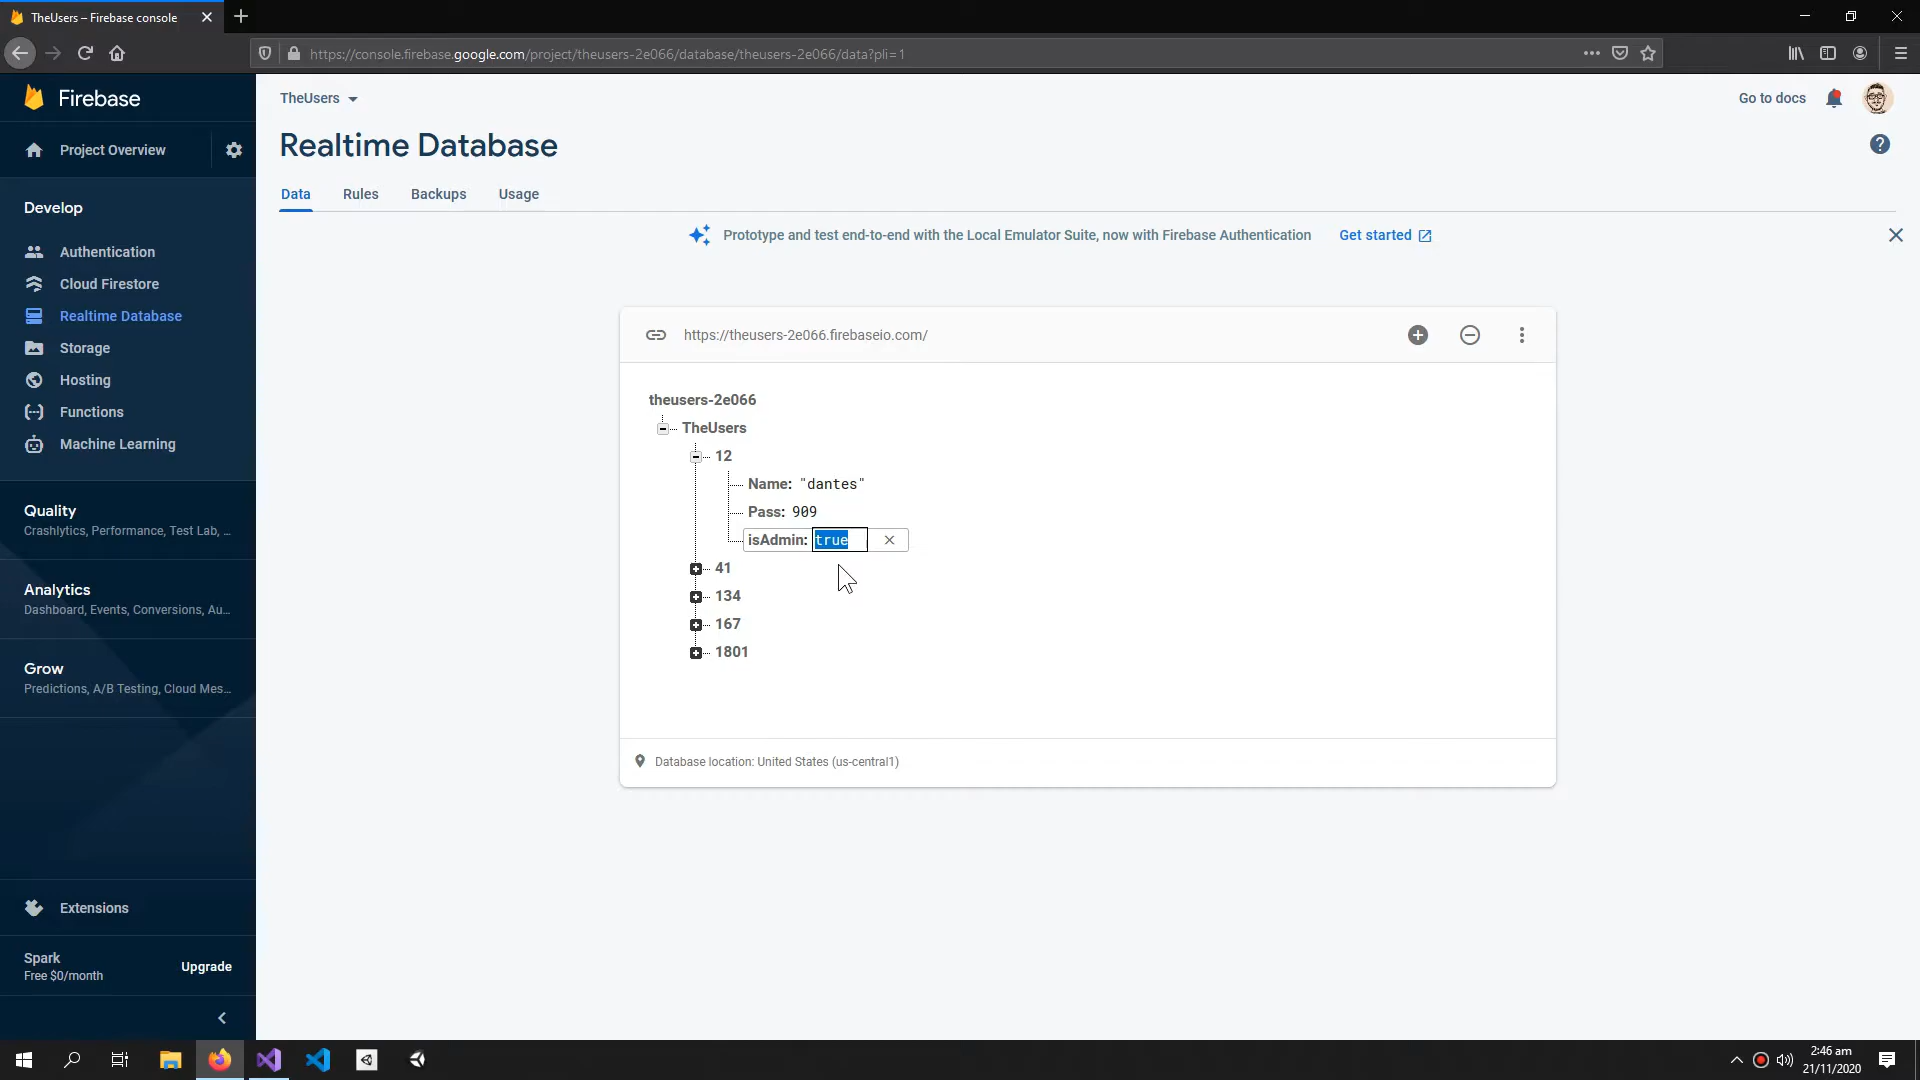 TheUsers – Firebase console
https://console.firebase.google.com/project/theusers-2e066/database/theusers-2e066/data?pli=1
Firebase
Project Overview
Develop
Authentication
Cloud Firestore
Realtime Database
Storage
Hosting
Functions
Machine Learning
Quality
Crashlytics, Performance, Test Lab, ...
Analytics
Dashboard, Events, Conversions, Au...
Grow
Predictions, A/B Testing, Cloud Mes...
Extensions
Spark
Free $0/month
Upgrade
TheUsers
Go to docs
Realtime Database
Data Rules Backups Usage
Prototype and test end-to-end with the Local Emulator Suite, now with Firebase Authentication Get started
https://theusers-2e066.firebaseio.com/
theusers-2e066
TheUsers
12
Name: "dantes"
Pass: 909
isAdmin: true
41
134
167
1801
Database location: United States (us-central1)
2:46 am
21/11/2020